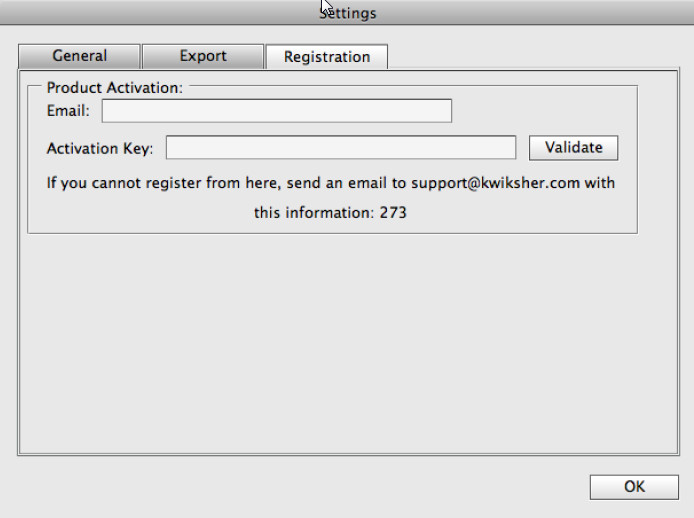 Settings
General Export Registration
Product Activation:
Email:
Activation Key: Validate
If you cannot register from here, send an email to support@kwiksher.com with
this information: 273
OK